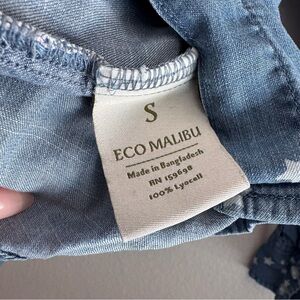 S
ECO MALIBU
Made in Bangladesh
RN 159698
100% Lyocell